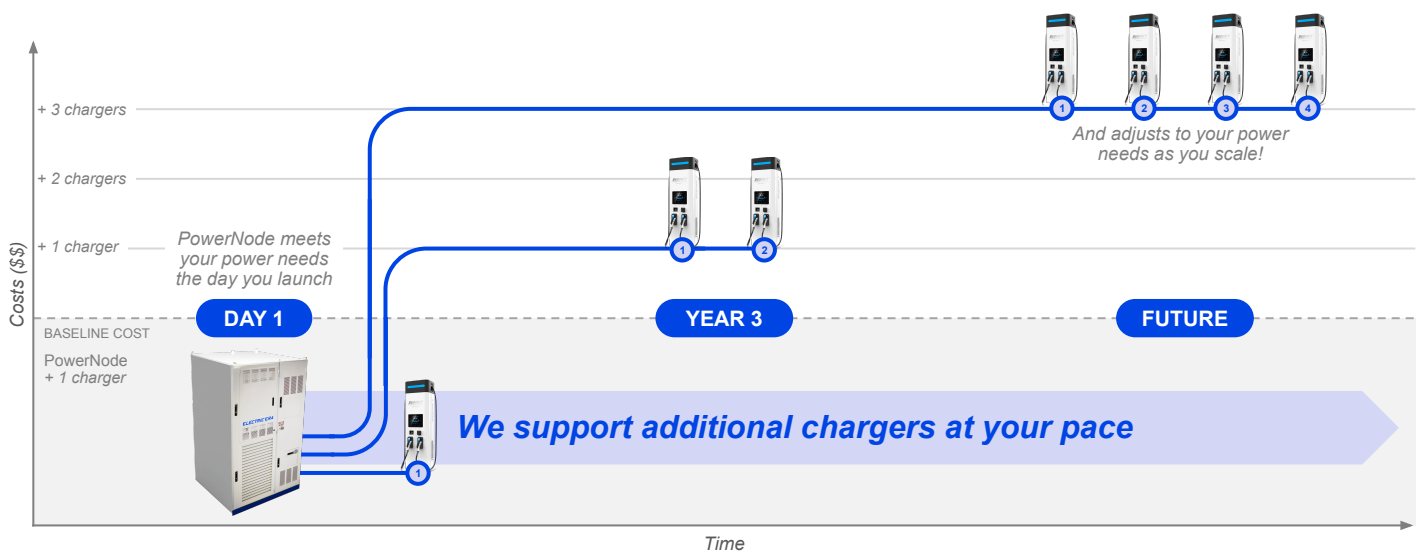 + 3 chargers
1
2
3
4
And adjusts to your power
needs as you scale!
+ 2 chargers
+ 1 charger
1
2
PowerNode meets
your power needs
the day you launch
Costs ($$)
DAY 1
YEAR 3
FUTURE
BASELINE COST
PowerNode
+ 1 charger
ELECTRIC ERA
We support additional chargers at your pace
1
Time